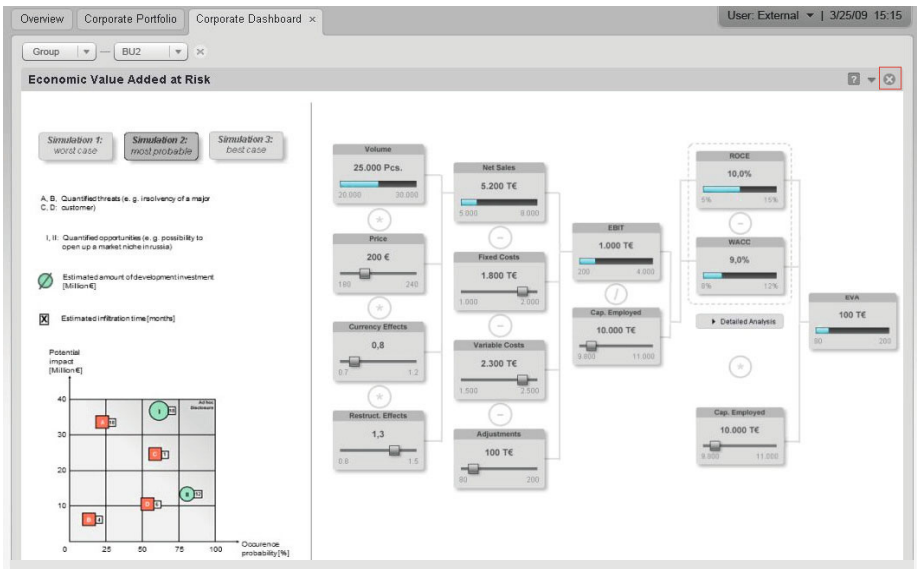 Overview
Corporate Portfolio
Corporate Dashboard ×
User: External | 3/25/09 15:15
Group — BU2
Economic Value Added at Risk
?
Simulation 1:
worst case
Simulation 2:
most probable
Simulation 3:
best case
A, B, Quantified threats (e. g. insolvency of a major
C, D: customer)
I, II: Quantified opportunities (e. g. possibility to
open up a market niche in russia)
Estimated amount of development investment
[Million €]
X Estimated infiltration time [months]
Potential
impact
[Million €]
40
30
20
10
0 25 50 75 100
Occurence
probability [%]
Ad hoc
Disclosure
A
I
C
II
D
B
Volume
25.000 Pcs.
20.000 30.000
*
Price
200 €
160 240
*
Currency Effects
0,8
0.7 1.2
*
Restruct. Effects
1,3
0.8 1.5
Net Sales
5.200 T€
5.000 8.000
–
Fixed Costs
1.800 T€
1.000 2.000
–
Variable Costs
2.300 T€
1.500 2.500
–
Adjustments
100 T€
80 200
EBIT
1.000 T€
200 4.000
/
Cap. Employed
10.000 T€
9.000 11.000
ROCE
10,0%
5% 15%
–
WACC
9,0%
8% 12%
Detailed Analysis
*
Cap. Employed
10.000 T€
9.000 11.000
EVA
100 T€
80 200